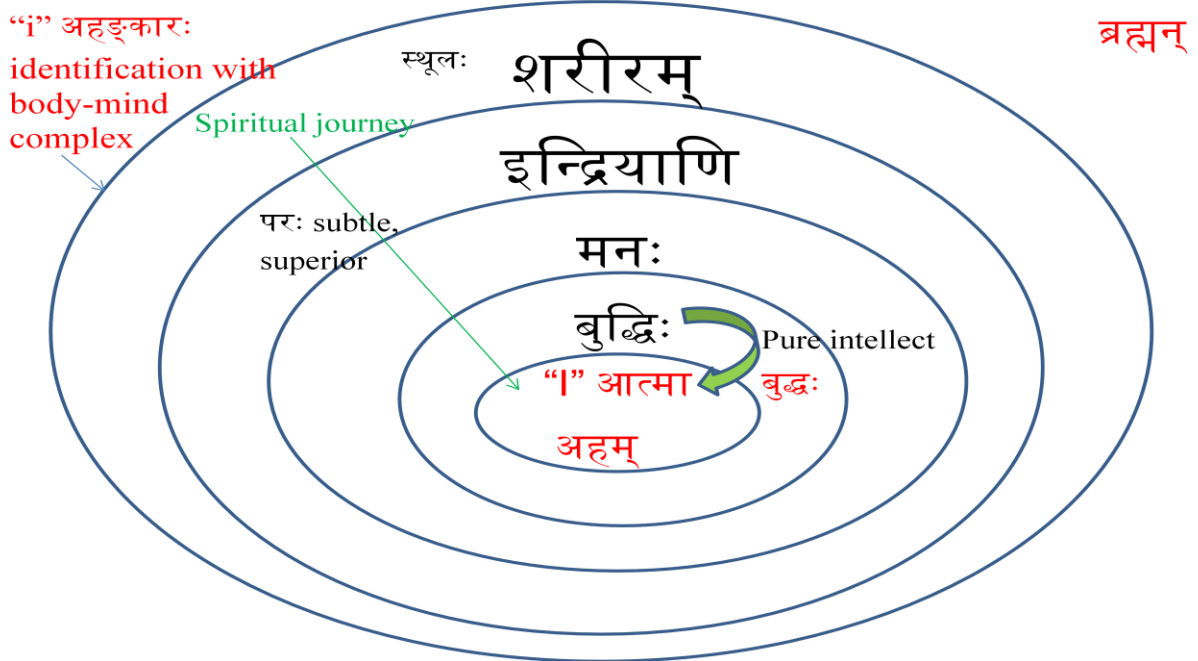 “i” अहङ्कारः
identification with
body-mind
complex
ब्रह्मन्
स्थूलः
शरीरम्
Spiritual journey
इन्द्रियाणि
परः subtle,
superior
मनः
बुद्धिः
Pure intellect
“I” आत्मा
बुद्धः
अहम्